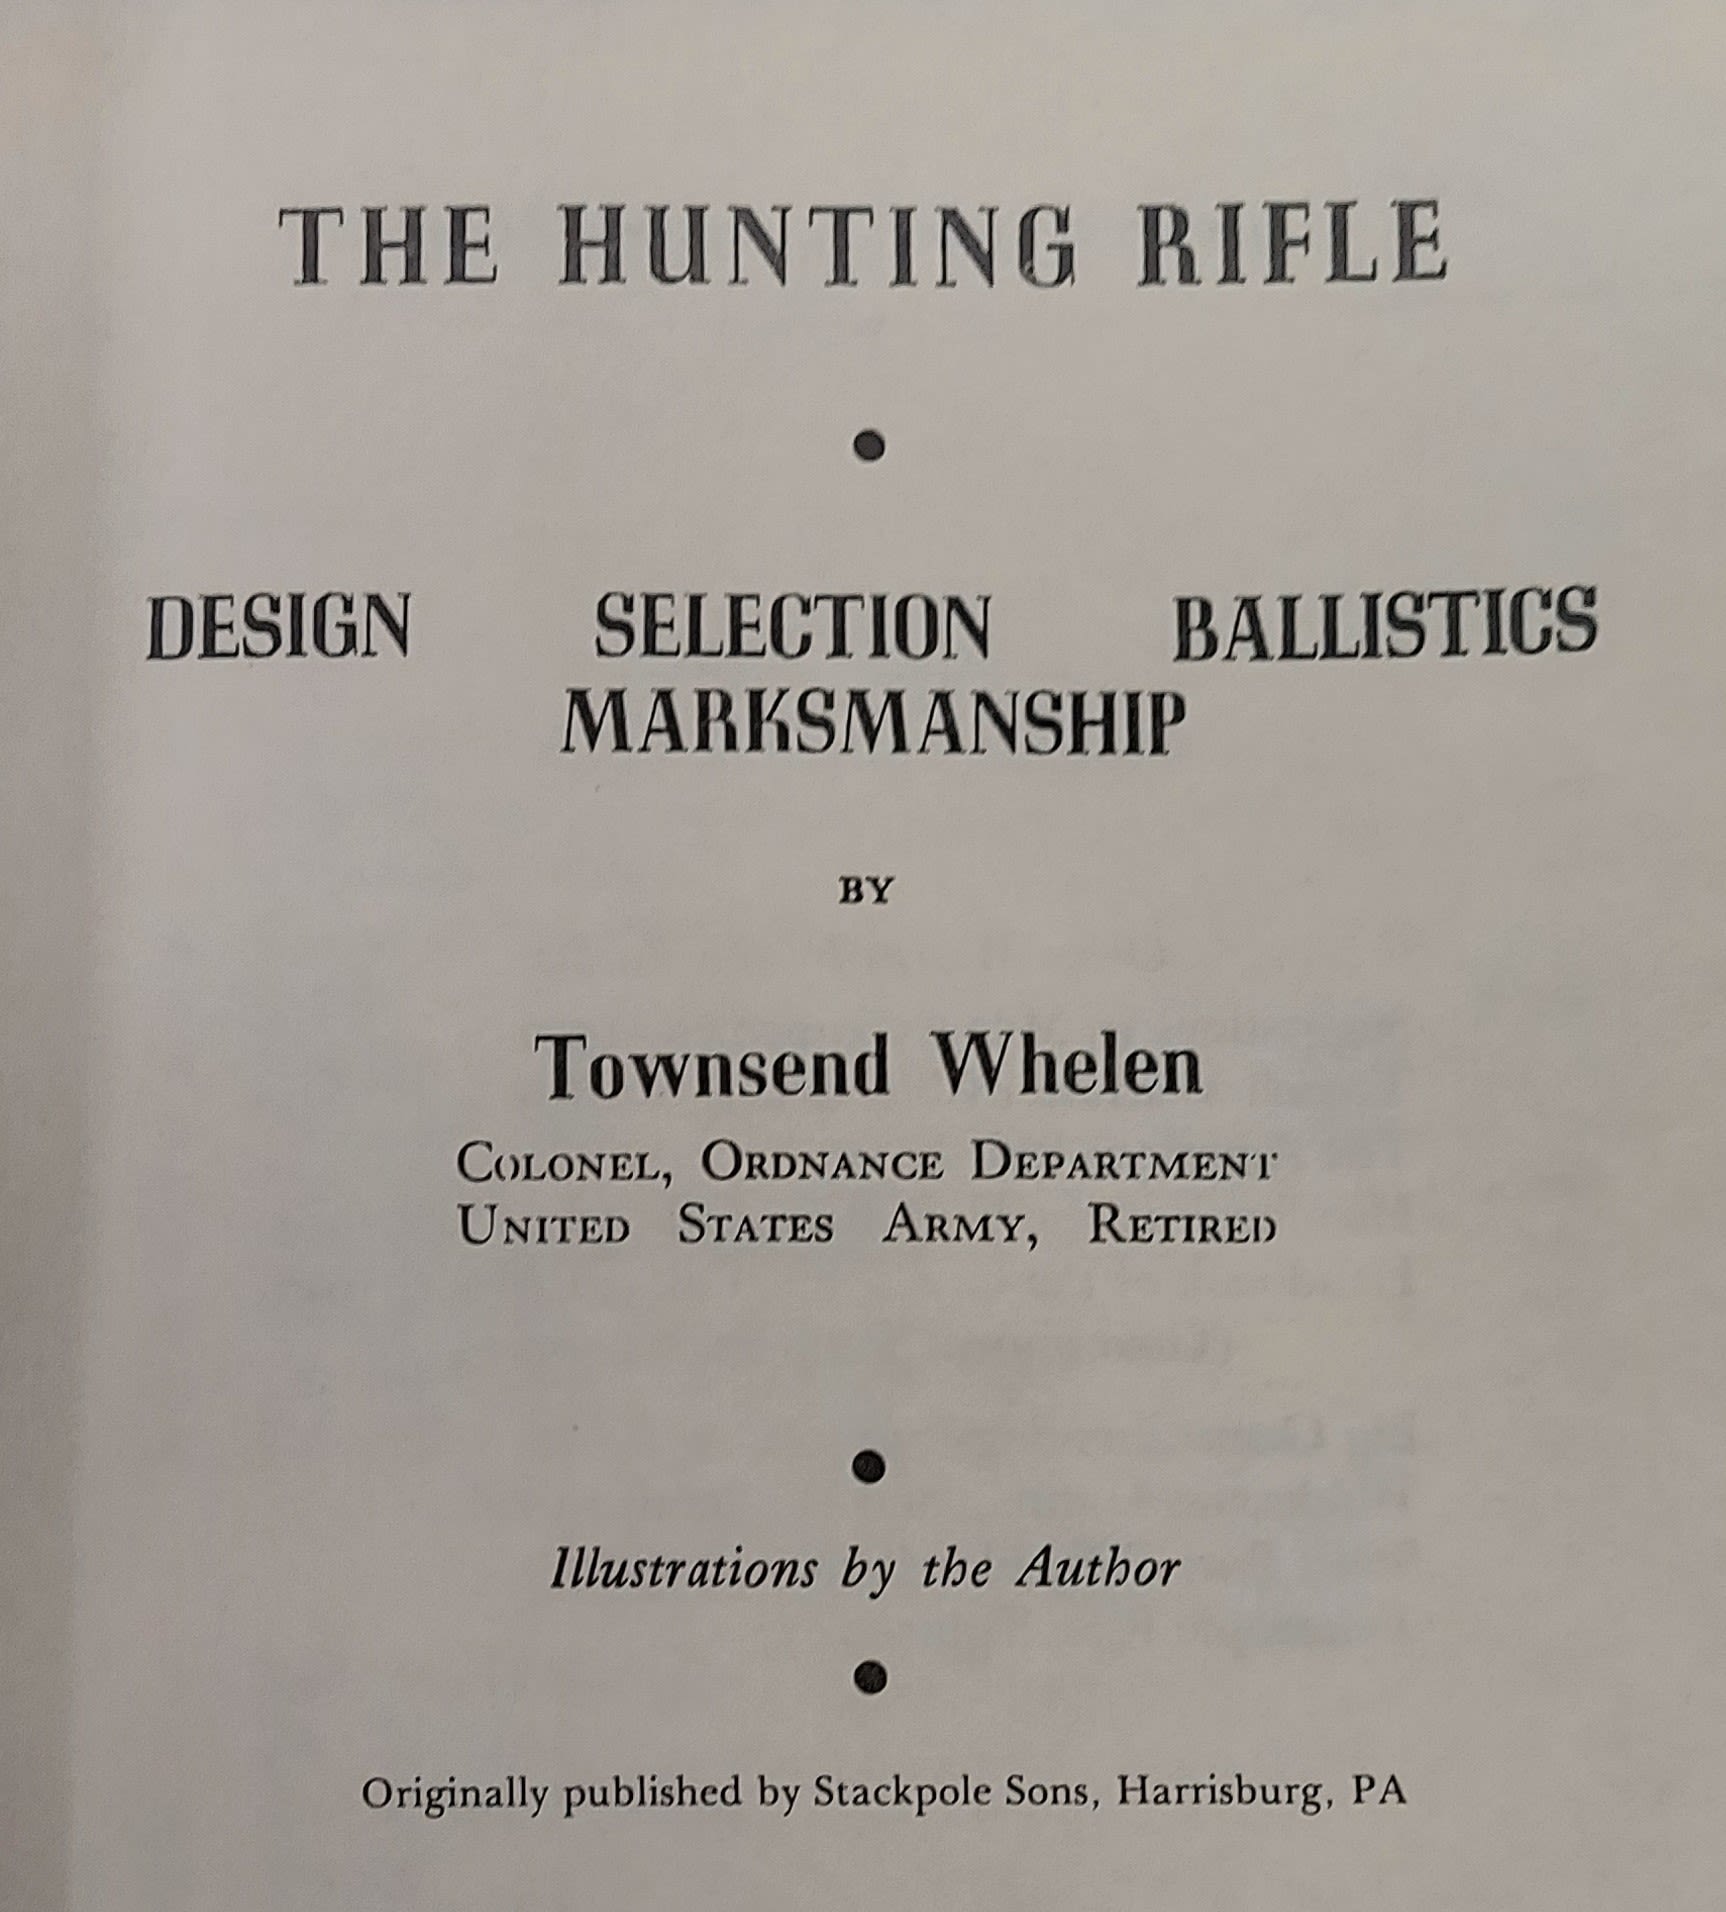 THE HUNTING RIFLE
DESIGN SELECTION BALLISTICS
MARKSMANSHIP
BY
Townsend Whelen
COLONEL, ORDNANCE DEPARTMENT
UNITED STATES ARMY, RETIRED
Illustrations by the Author
Originally published by Stackpole Sons, Harrisburg, PA